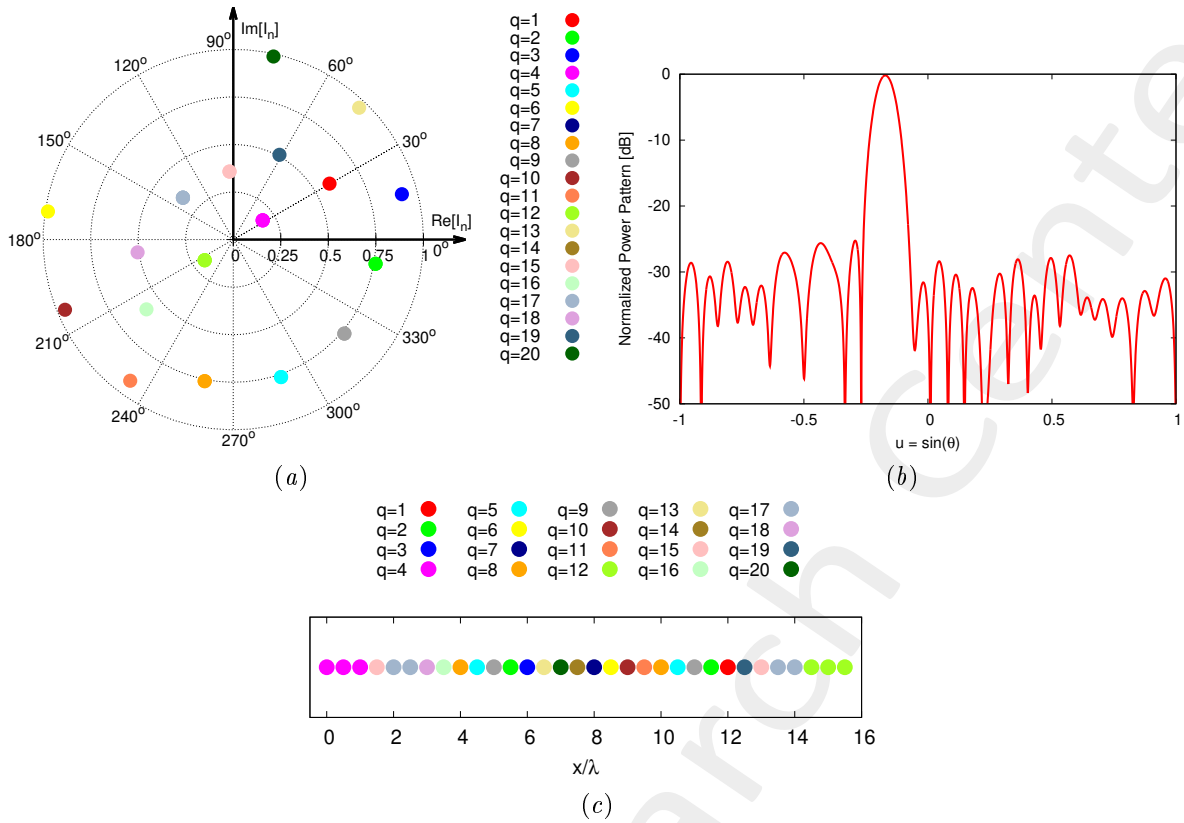 Im[Iₙ]
90°
120°
60°
150°
30°
180°
Re[Iₙ]
0 0.25 0.5 0.75 1 0°
210°
330°
240°
300°
270°
q=1
q=2
q=3
q=4
q=5
q=6
q=7
q=8
q=9
q=10
q=11
q=12
q=13
q=14
q=15
q=16
q=17
q=18
q=19
q=20
(a)
Normalized Power Pattern [dB]
0
-10
-20
-30
-40
-50
-1 -0.5 0 0.5 1
u = sin(θ)
(b)
q=1 q=5 q=9 q=13 q=17
q=2 q=6 q=10 q=14 q=18
q=3 q=7 q=11 q=15 q=19
q=4 q=8 q=12 q=16 q=20
0 2 4 6 8 10 12 14 16
x/λ
(c)